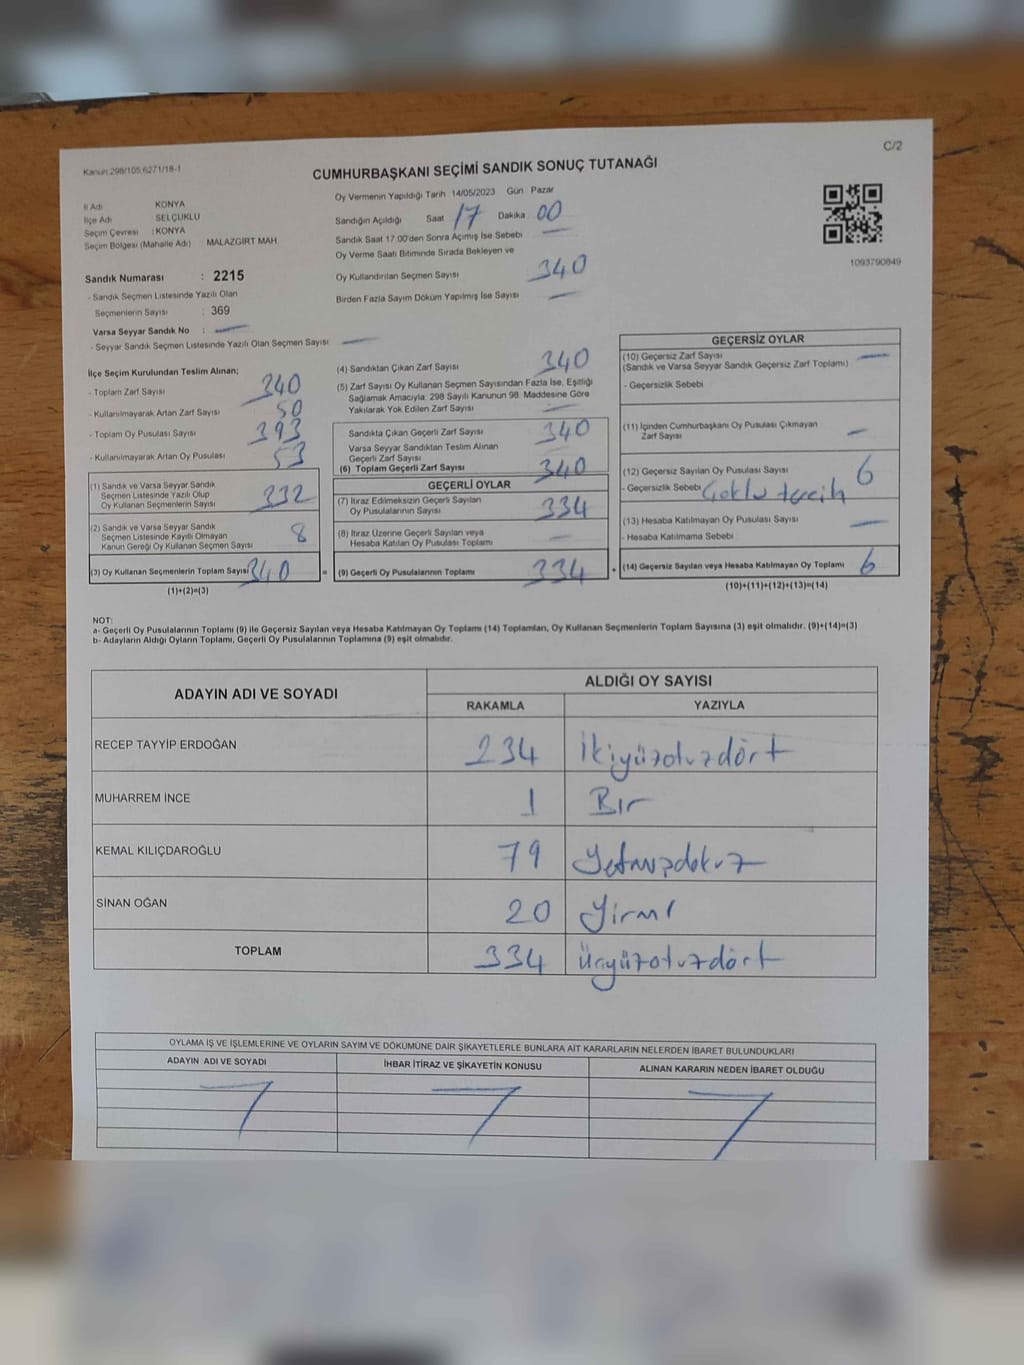 C/2
Kanun 298/105 6271/18-1
CUMHURBAŞKANI SEÇİMİ SANDIK SONUÇ TUTANAĞI
İl Adı KONYA
İlçe Adı SELÇUKLU
Seçim Çevresi : KONYA
Seçim Bölgesi (Mahalle Adı) MALAZGIRT MAH.
Sandık Numarası : 2215
- Sandık Seçmen Listesinde Yazılı Olan
Seçmenlerin Sayısı : 369
Varsa Seyyar Sandık No : —
- Seyyar Sandık Seçmen Listesinde Yazılı Olan Seçmen Sayısı —
Oy Vermenin Yapıldığı Tarih : 14/05/2023 Gün Pazar
Sandığın Açıldığı Saat 17 Dakika 00
Sandık Saat 17:00'den Sonra Açımış İse Sebebi —
Oy Verme Saati Bitiminde Sırada Bekleyen ve
Oy Kullandırılan Seçmen Sayısı 340
Birden Fazla Sayım Döküm Yapılmış İse Sayısı —
1093790849
İlçe Seçim Kurulundan Teslim Alınan;
- Toplam Zarf Sayısı 340
- Kullanılmayarak Artan Zarf Sayısı 50
- Toplam Oy Pusulası Sayısı 393
- Kullanılmayarak Artan Oy Pusulası 53
(1) Sandık ve Varsa Seyyar Sandık
Seçmen Listesinde Yazılı Olup
Oy Kullanan Seçmenlerin Sayısı 332
(2) Sandık ve Varsa Seyyar Sandık
Seçmen Listesinde Kayıtlı Olmayan
Kanun Gereği Oy Kullanan Seçmen Sayısı 8
(3) Oy Kullanan Seçmenlerin Toplam Sayısı 340 =
(1)+(2)=(3)
(4) Sandıktan Çıkan Zarf Sayısı 340
(5) Zarf Sayısı Oy Kullanan Seçmen Sayısından Fazla İse, Eşitliği
Sağlamak Amacıyla; 298 Sayılı Kanunun 98. Maddesine Göre
Yakılarak Yok Edilen Zarf Sayısı —
Sandıkta Çıkan Geçerli Zarf Sayısı 340
Varsa Seyyar Sandıktan Teslim Alınan
Geçerli Zarf Sayısı —
(6) Toplam Geçerli Zarf Sayısı 340
GEÇERLİ OYLAR
(7) İtiraz Edilmeksizin Geçerli Sayılan
Oy Pusulalarının Sayısı 334
(8) İtiraz Üzerine Geçerli Sayılan veya
Hesaba Katılan Oy Pusulası Toplamı —
(9) Geçerli Oy Pusulalarının Toplamı 334 +
GEÇERSİZ OYLAR
(10) Geçersiz Zarf Sayısı —
(Sandık ve Varsa Seyyar Sandık Geçersiz Zarf Toplamı)
- Geçersizlik Sebebi
(11) İçinden Cumhurbaşkanı Oy Pusulası Çıkmayan
Zarf Sayısı —
(12) Geçersiz Sayılan Oy Pusulası Sayısı 6
- Geçersizlik Sebebi Çoklu tercih
(13) Hesaba Katılmayan Oy Pusulası Sayısı —
- Hesaba Katılmama Sebebi
(14) Geçersiz Sayılan veya Hesaba Katılmayan Oy Toplamı 6
(10)+(11)+(12)+(13)=(14)
NOT:
a- Geçerli Oy Pusulalarının Toplamı (9) ile Geçersiz Sayılan veya Hesaba Katılmayan Oy Toplamı (14) Toplamları, Oy Kullanan Seçmenlerin Toplam Sayısına (3) eşit olmalıdır. (9)+(14)=(3)
b- Adayların Aldığı Oyların Toplamı, Geçerli Oy Pusulalarının Toplamına (9) eşit olmalıdır.
ADAYIN ADI VE SOYADI ALDIĞI OY SAYISI
RAKAMLA YAZIYLA
RECEP TAYYİP ERDOĞAN 234 İkiyüzotuzdört
MUHARREM İNCE 1 Bir
KEMAL KILIÇDAROĞLU 79 Yetmişdokuz
SİNAN OĞAN 20 Yirmi
TOPLAM 334 Üçyüzotuzdört
OYLAMA İŞ VE İŞLEMLERİNE VE OYLARIN SAYIM VE DÖKÜMÜNE DAİR ŞİKAYETLERLE BUNLARA AİT KARARLARIN NELERDEN İBARET BULUNDUKLARI
ADAYIN ADI VE SOYADI İHBAR İTİRAZ VE ŞİKAYETİN KONUSU ALINAN KARARIN NEDEN İBARET OLDUĞU